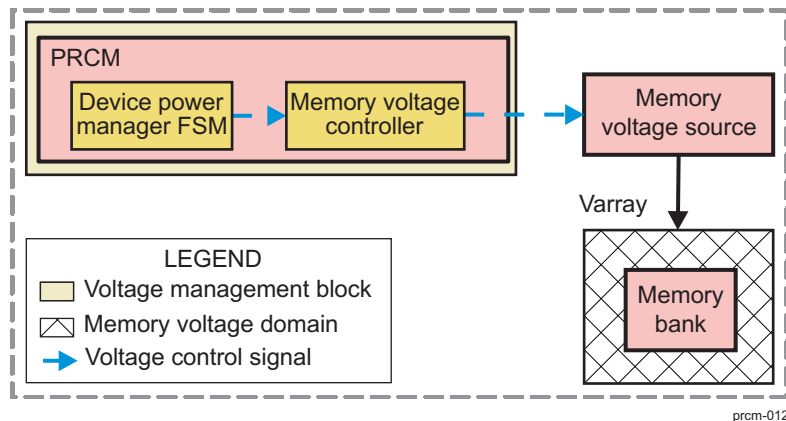 PRCM
Device power
manager FSM
Memory voltage
controller
Memory
voltage source
Varray
Memory
bank
LEGEND
Voltage management block
Memory voltage domain
Voltage control signal
prcm-012